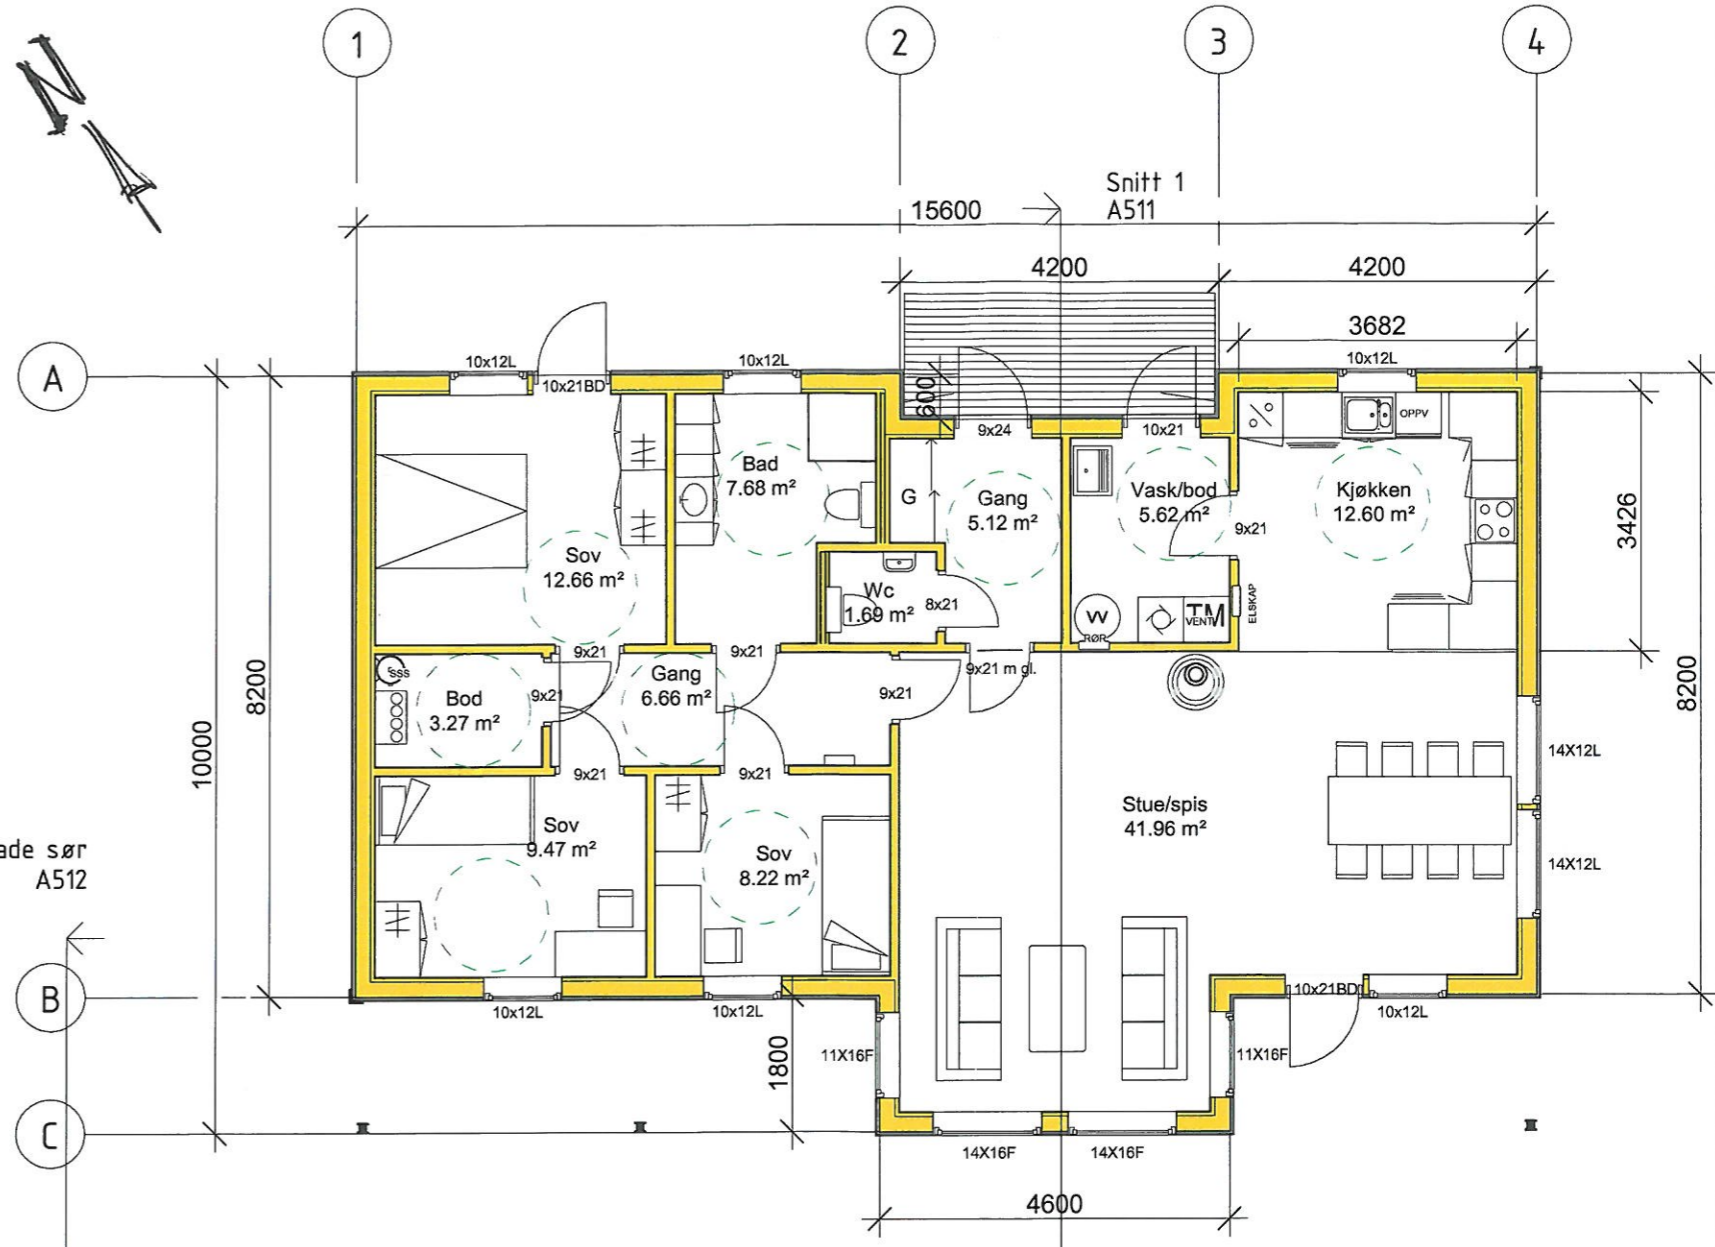 1
2
3
4
N
Snitt 1
A511
15600
4200
4200
3682
A
10x12L
10x21BD
10x12L
10x12L
600
9x24
10x21
OPPV
Bad
7.68 m²
G
Gang
5.12 m²
Vask/bod
5.62 m²
Kjøkken
12.60 m²
9x21
3426
Sov
12.66 m²
Wc
1.69 m²
8x21
VV
RØR
VENT
TM
ELSKAP
8200
10000
8200
9x21
9x21
9x21 m gl.
SSS
Bod
3.27 m²
9x21
Gang
6.66 m²
9x21
9x21
9x21
14X12L
Stue/spis
41.96 m²
Sov
9.47 m²
Sov
8.22 m²
14X12L
ade sør
A512
B
10x12L
10x12L
10x21BD
10x12L
1800
11X16F
11X16F
C
14X16F
14X16F
4600